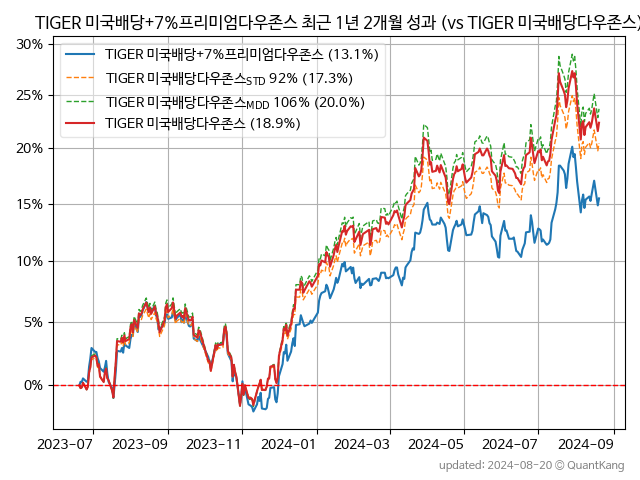 TIGER 미국배당+7%프리미엄다우존스 최근 1년 2개월 성과 (vs TIGER 미국배당다우존스)
30%
25%
20%
15%
10%
5%
0%
TIGER 미국배당+7%프리미엄다우존스 (13.1%)
TIGER 미국배당다우존스STD 92% (17.3%)
TIGER 미국배당다우존스MDD 106% (20.0%)
TIGER 미국배당다우존스 (18.9%)
2023-07 2023-09 2023-11 2024-01 2024-03 2024-05 2024-07 2024-09
updated: 2024-08-20 © QuantKang